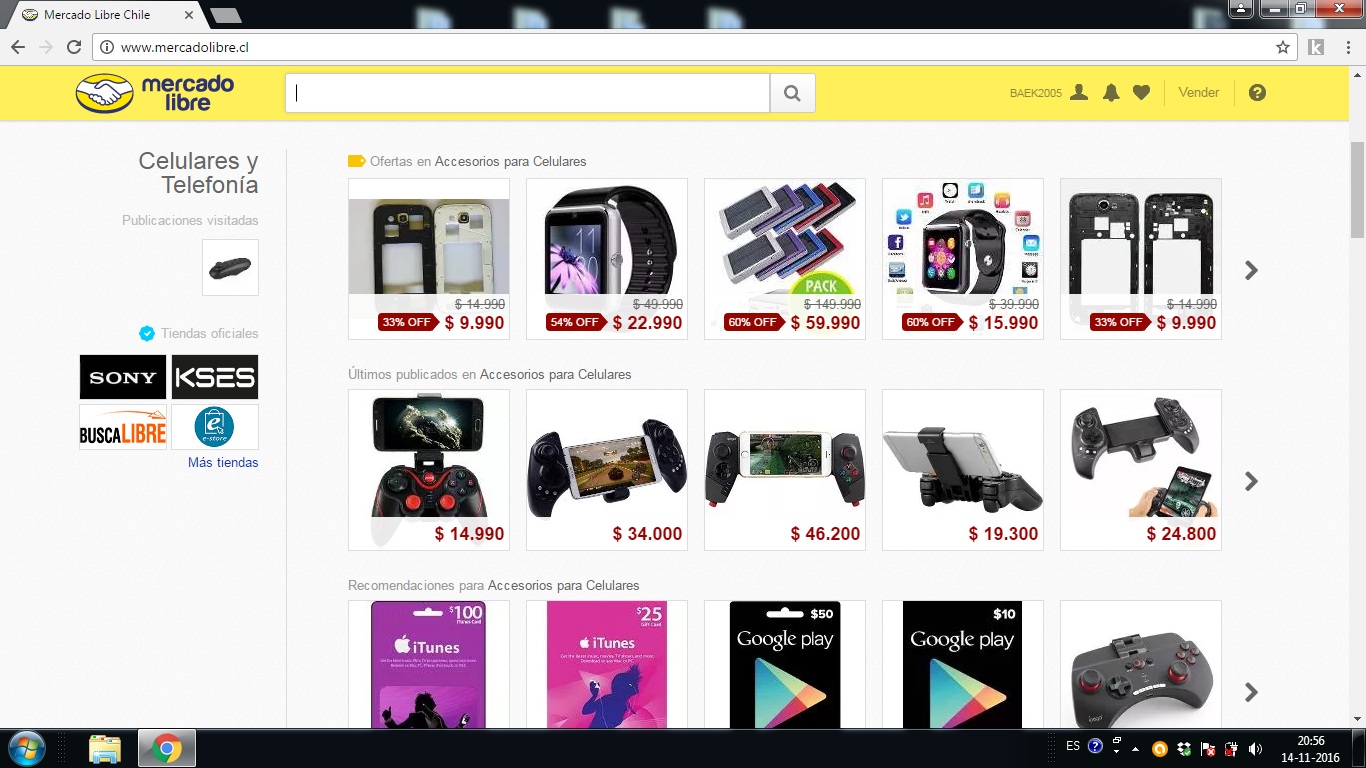 Mercado Libre Chile
www.mercadolibre.cl
mercado
libre
BAEK2005
Vender
Celulares y
Telefonía
Publicaciones visitadas
Tiendas oficiales
SONY
KSES
BUSCALIBRE
e-store
Más tiendas
Ofertas en Accesorios para Celulares
$ 14.990
33% OFF $ 9.990
$ 49.990
54% OFF $ 22.990
PACK
$ 149.990
60% OFF $ 59.990
$ 39.990
60% OFF $ 15.990
$ 14.990
33% OFF $ 9.990
Últimos publicados en Accesorios para Celulares
$ 14.990
$ 34.000
$ 46.200
$ 19.300
$ 24.800
Recomendaciones para Accesorios para Celulares
$100
iTunes Card
iTunes
$25
Gift Card
iTunes
$50
Google play
$10
Google play
ipega
ES
20:56
14-11-2016